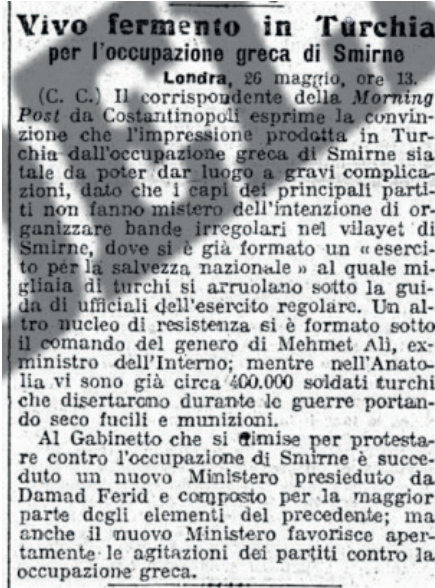 Vivo fermento in Turchia
per l'occupazione greca di Smirne
Londra, 26 maggio, ore 13.
(C. C.) Il corrispondente della Morning
Post da Costantinopoli esprime la convin-
zione che l'impressione prodotta in Tur-
chia dall'occupazione greca di Smirne sia
tale da poter dar luogo a gravi complica-
zioni, dato che i capi dei principali parti-
ti non fanno mistero dell'intenzione di or-
ganizzare bande irregolari nel vilayet di
Smirne, dove si è già formato un « eserci-
to per la salvezza nazionale » al quale mi-
gliaia di turchi si arruolano sotto la gui-
da di ufficiali dell'esercito regolare. Un al-
tro nucleo di resistenza si è formato sotto
il comando del genero di Mehmet Alì, ex-
ministro dell'Interno; mentre nell'Anato-
lia vi sono già circa 400.000 soldati turchi
che disertarono durante le guerre portan-
do seco fucili e munizioni.
Al Gabinetto che si dimise per protesta-
re contro l'occupazione di Smirne è succe-
duto un nuovo Ministero presieduto da
Damad Ferid e composto per la maggior
parte degli elementi del precedente; ma
anche il nuovo Ministero favorisce aper-
tamente le agitazioni dei partiti contro la
occupazione greca.